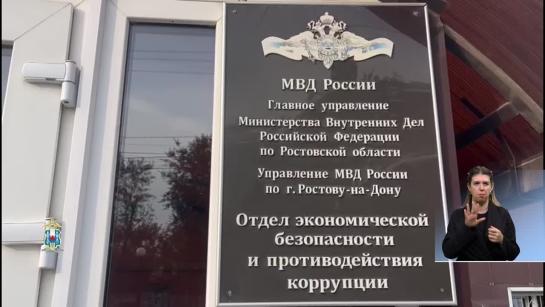 МВД России
Главное управление
Министерства Внутренних Дел
Российской Федерации
по Ростовской области
Управление МВД России
по г.Ростову-на-Дону
Отдел экономической
безопасности
и противодействия
коррупции